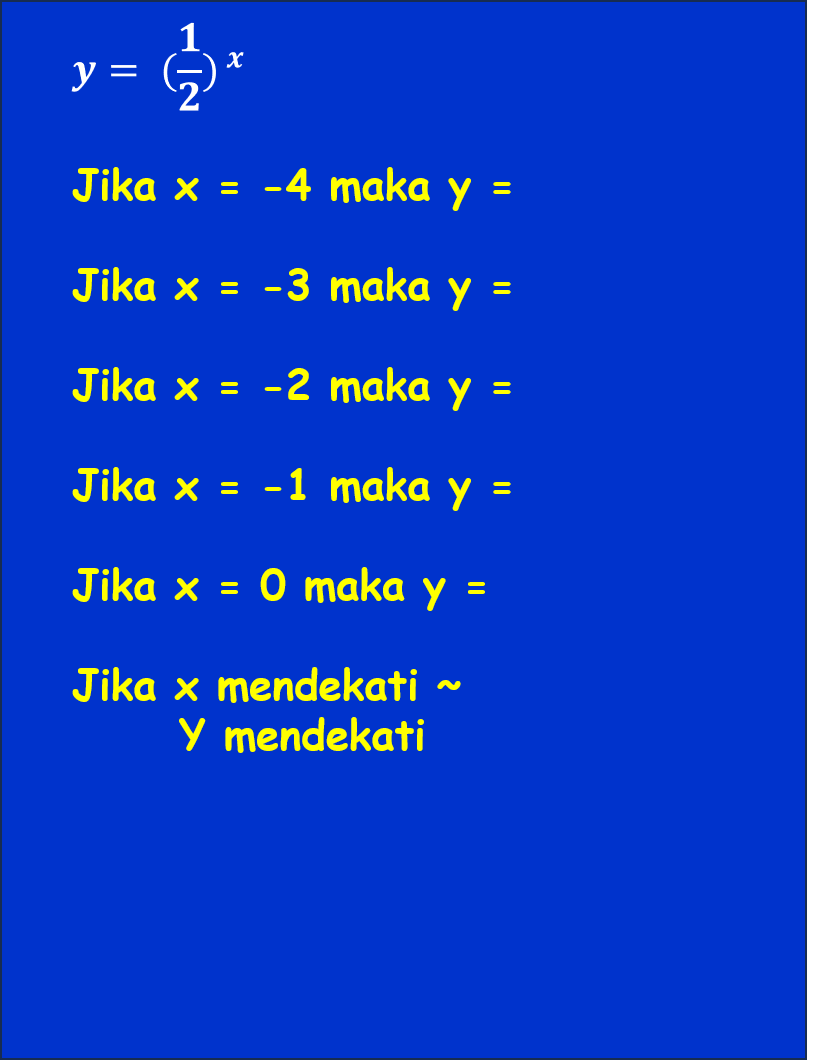 y = (1/2)^x
Jika x = -4 maka y =
Jika x = -3 maka y =
Jika x = -2 maka y =
Jika x = -1 maka y =
Jika x = 0 maka y =
Jika x mendekati ~
Y mendekati